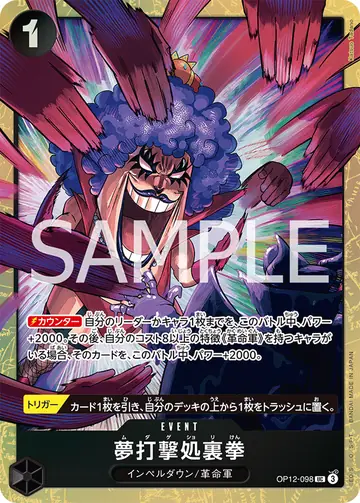 1
SAMPLE
カウンター 自分のリーダーかキャラ1枚までを、このバトル中、パワー
+2000。その後、自分のコスト8以上の特徴《革命軍》を持つキャラが
いる場合、そのカードを、このバトル中、パワー+2000。
トリガー カード1枚を引き、自分のデッキの上から1枚をトラッシュに置く。
EVENT
夢打撃処裏拳
インペルダウン/革命軍
OP12-098 UC 3